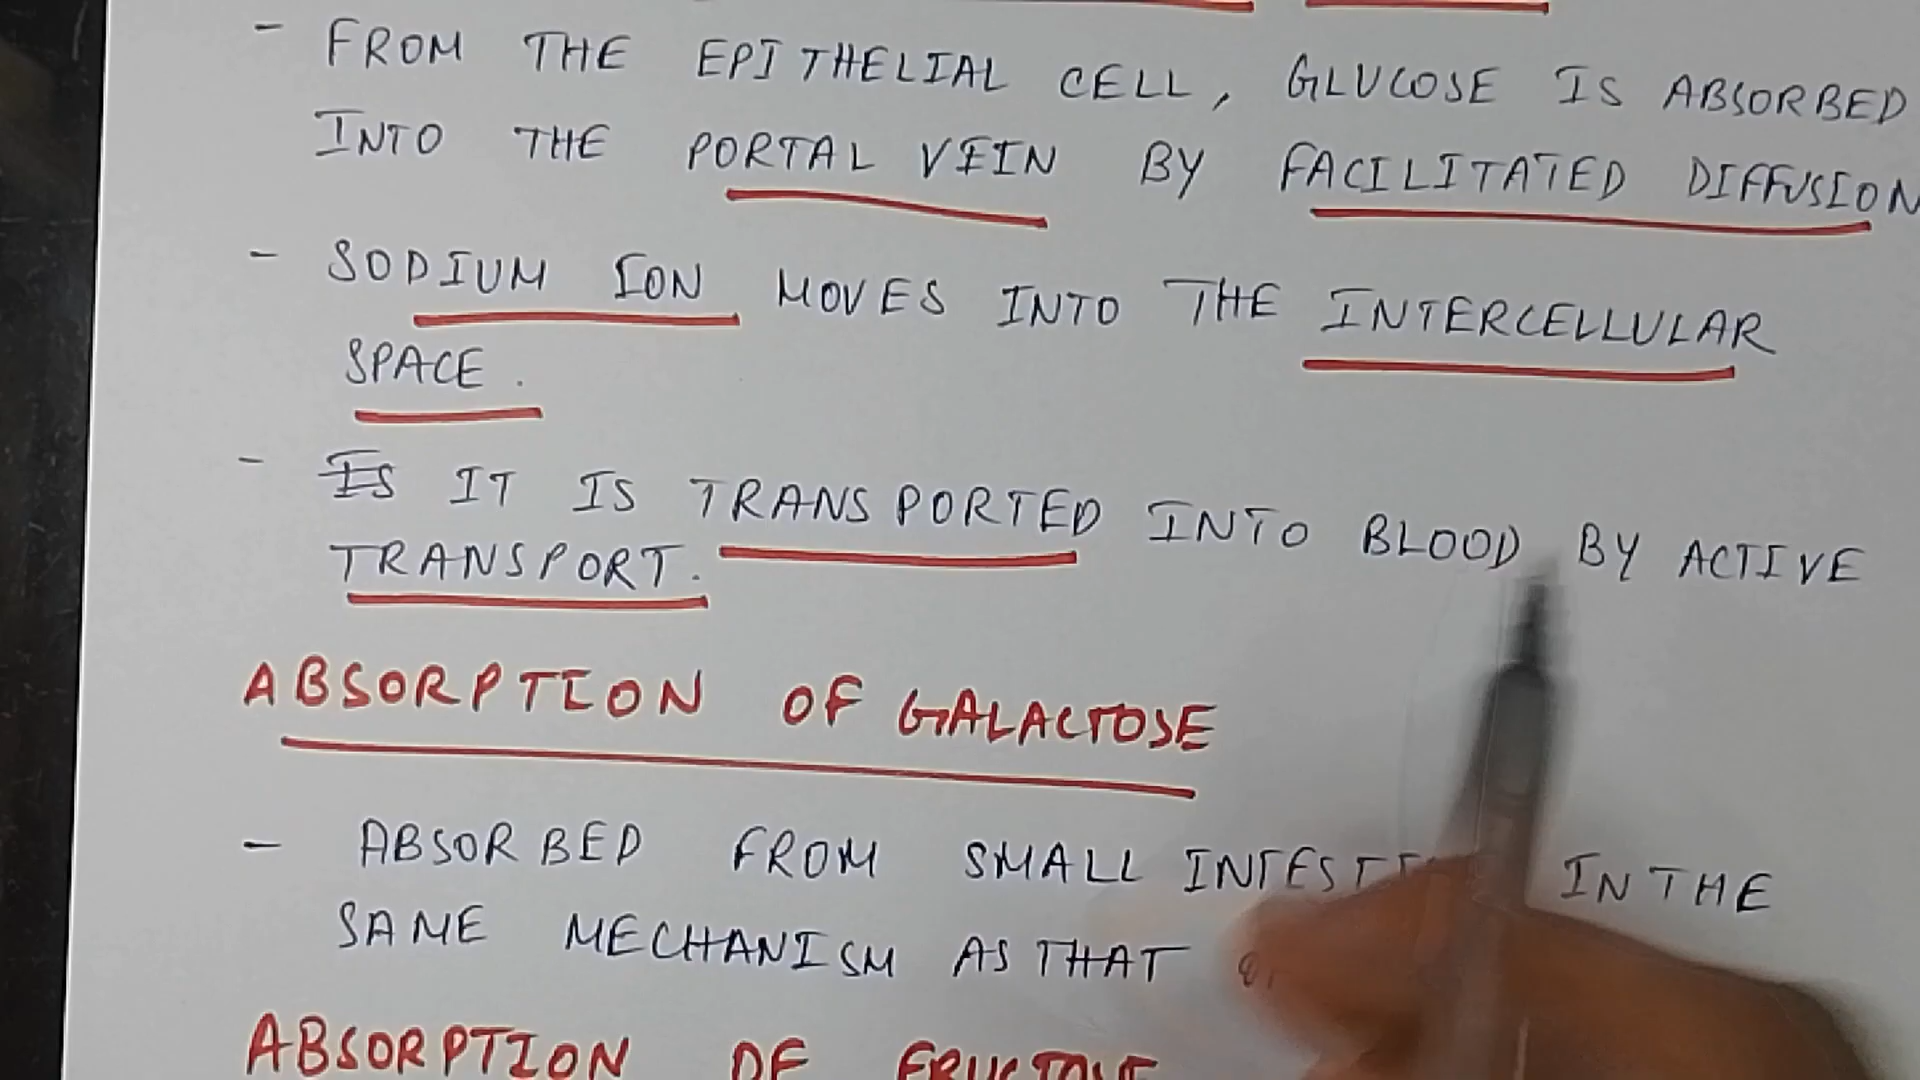 - FROM THE EPITHELIAL CELL, GLUCOSE IS ABSORBED
INTO THE PORTAL VEIN BY FACILITATED DIFFUSION
- SODIUM ION MOVES INTO THE INTERCELLULAR
SPACE.
- IS IT IS TRANSPORTED INTO BLOOD BY ACTIVE
TRANSPORT.
ABSORPTION OF GALACTOSE
- ABSORBED FROM SMALL IN THE
SAME MECHANISM AS THAT
ABSORPTION OF FRUCTOSE